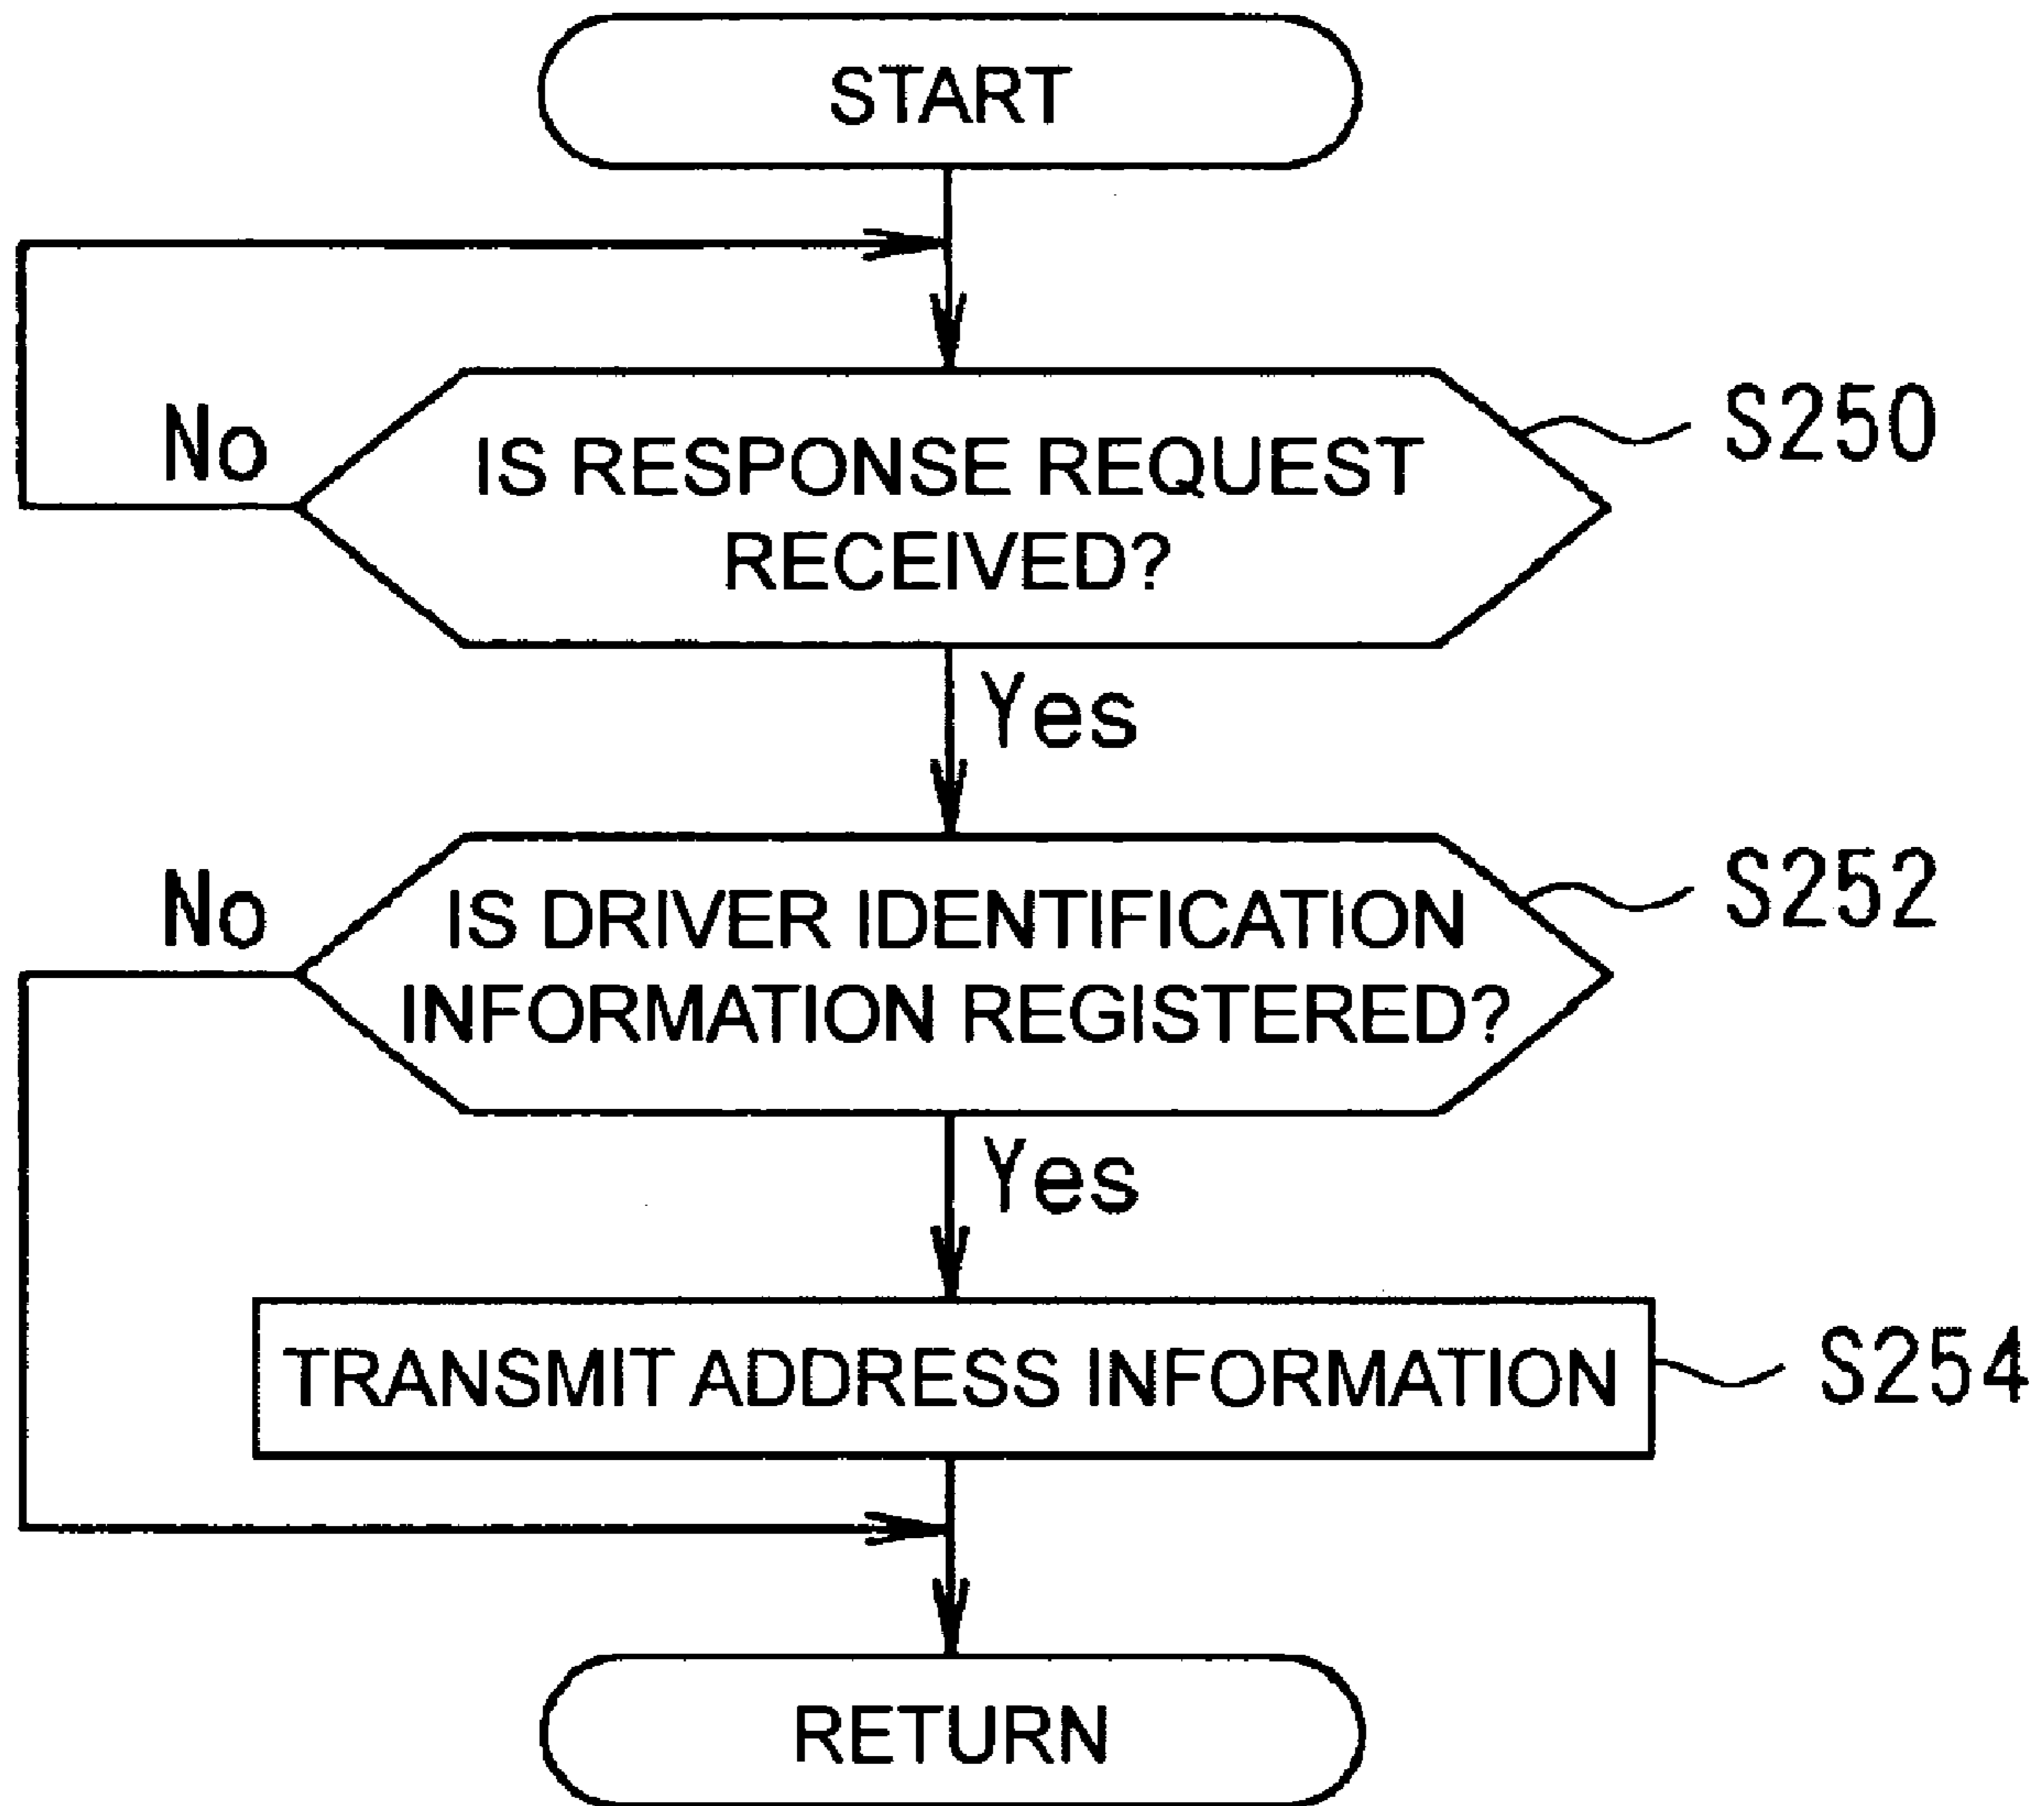 START
No
IS RESPONSE REQUEST
RECEIVED?
S250
Yes
No
IS DRIVER IDENTIFICATION
INFORMATION REGISTERED?
S252
Yes
TRANSMIT ADDRESS INFORMATION
S254
RETURN